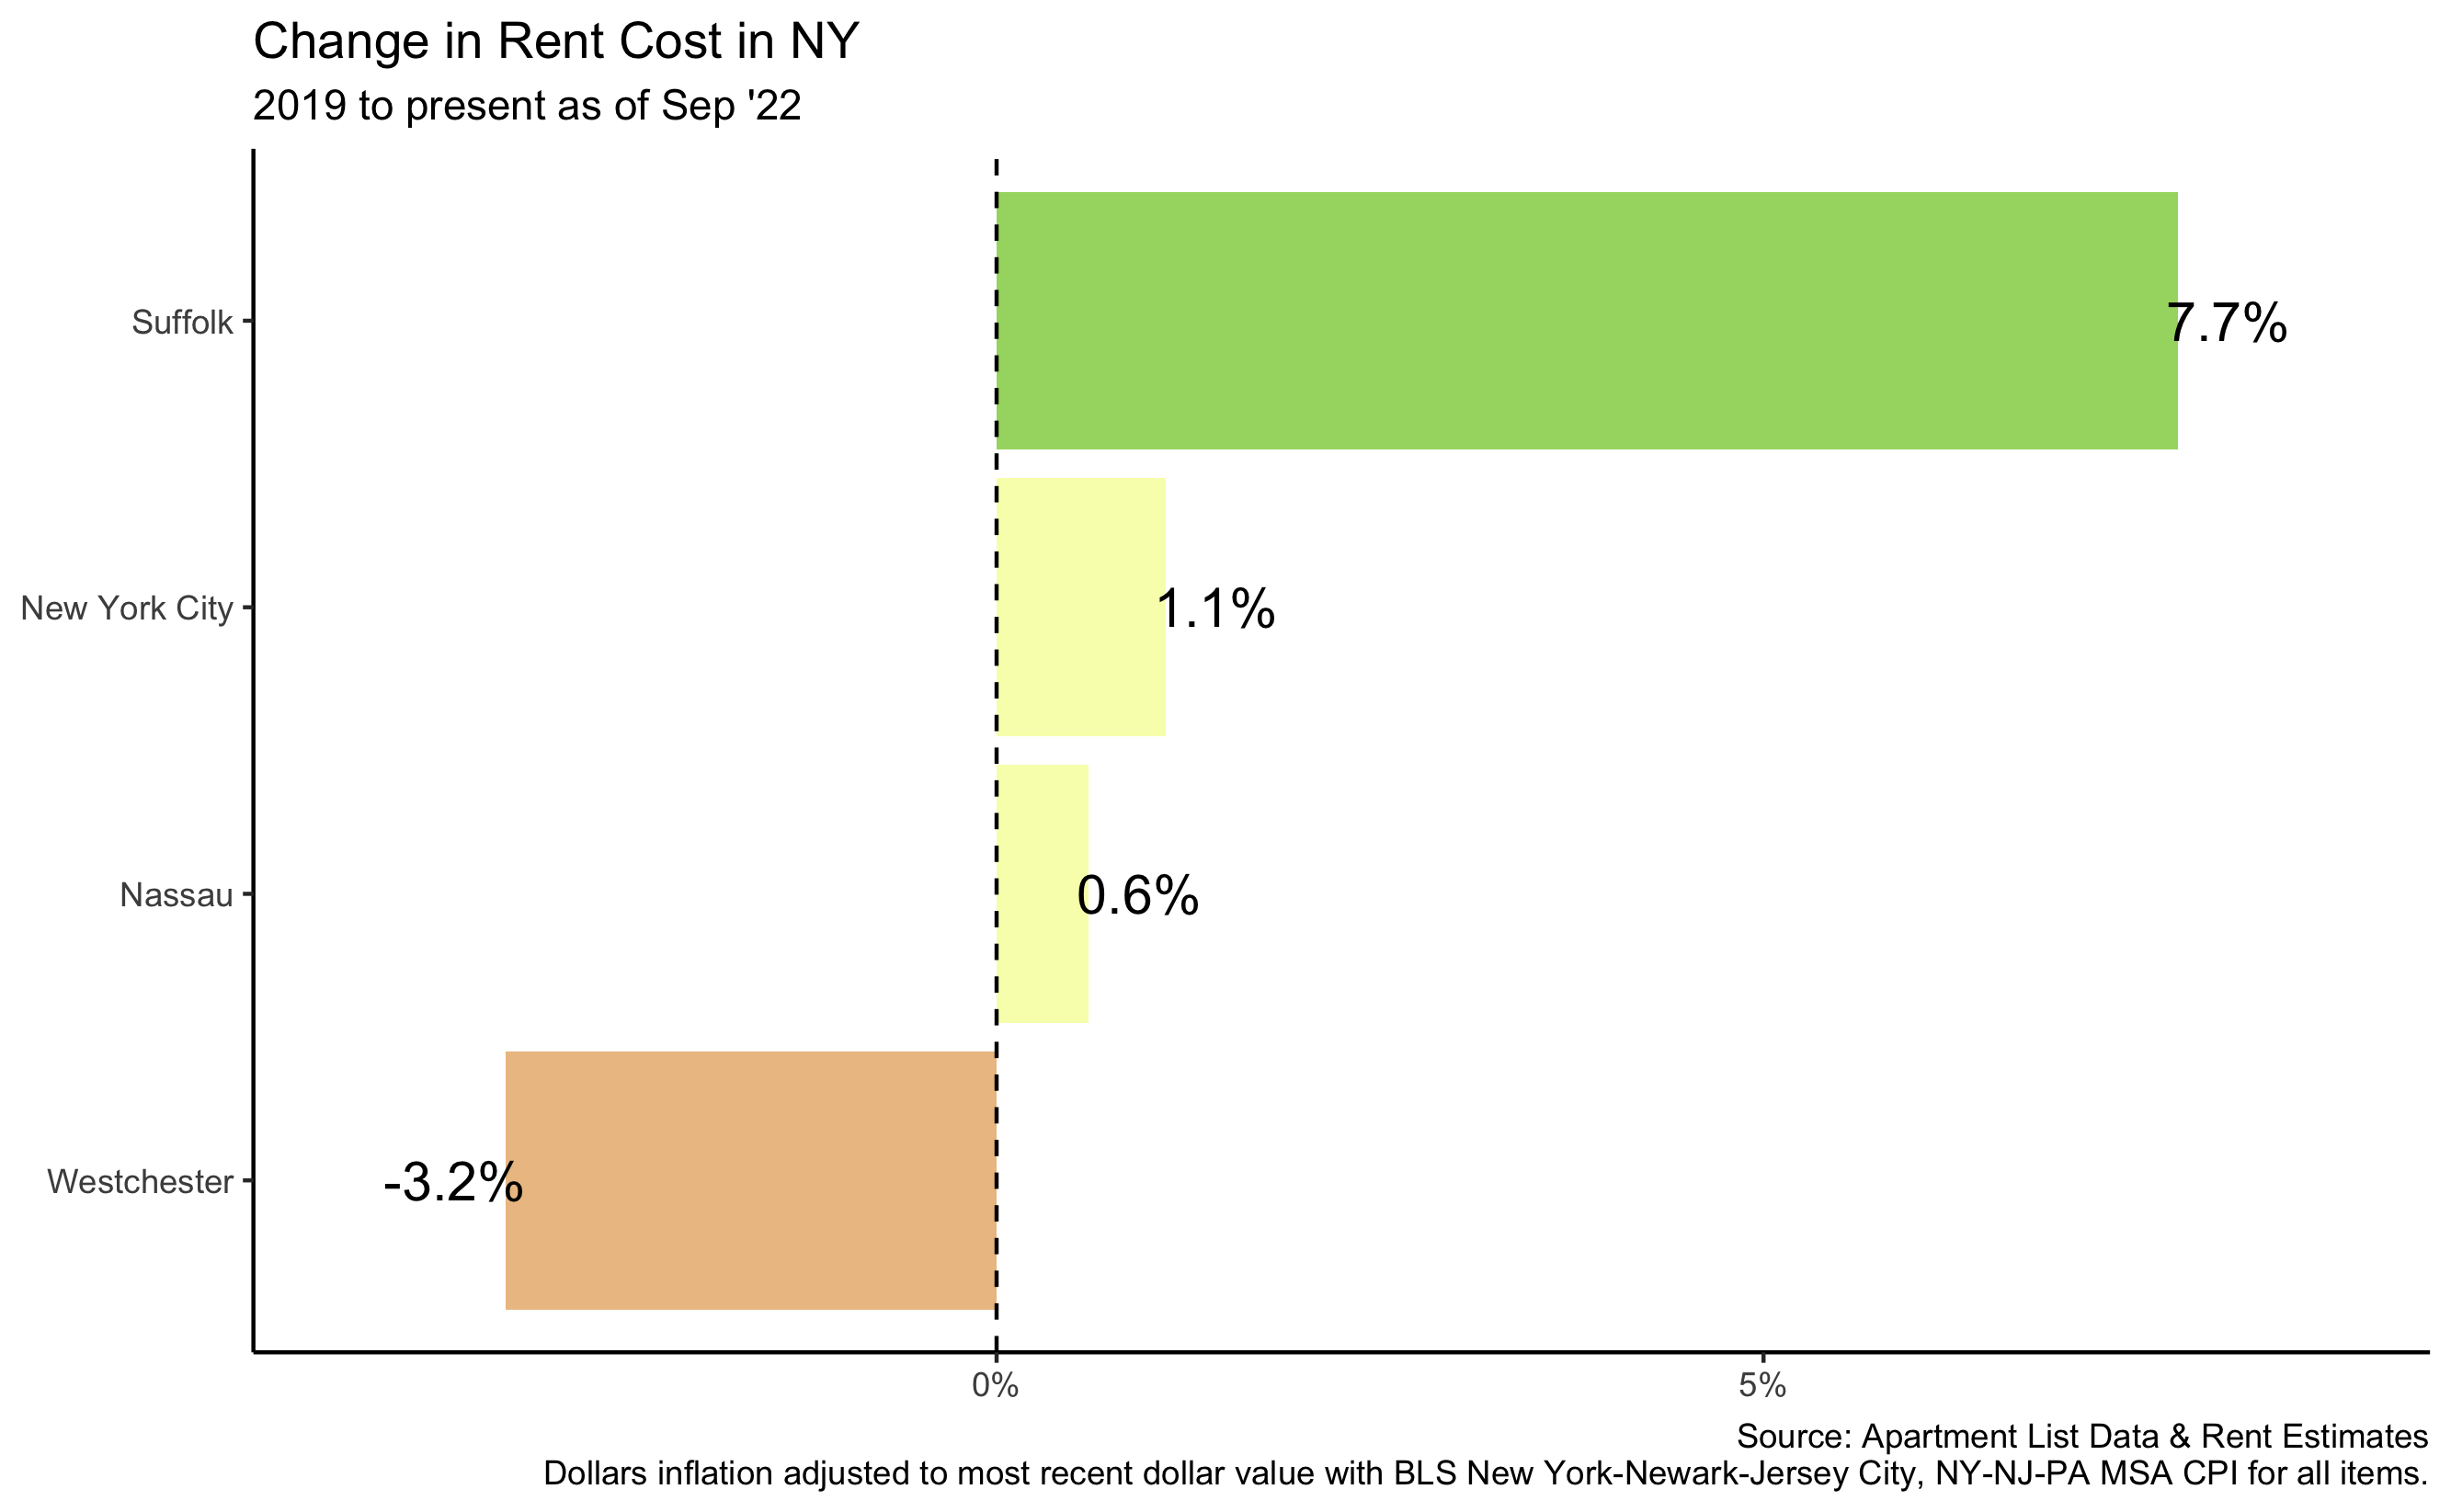 Change in Rent Cost in NY
2019 to present as of Sep '22
Suffolk
7.7%
New York City
1.1%
Nassau
0.6%
Westchester
-3.2%
0%
5%
Source: Apartment List Data & Rent Estimates
Dollars inflation adjusted to most recent dollar value with BLS New York-Newark-Jersey City, NY-NJ-PA MSA CPI for all items.